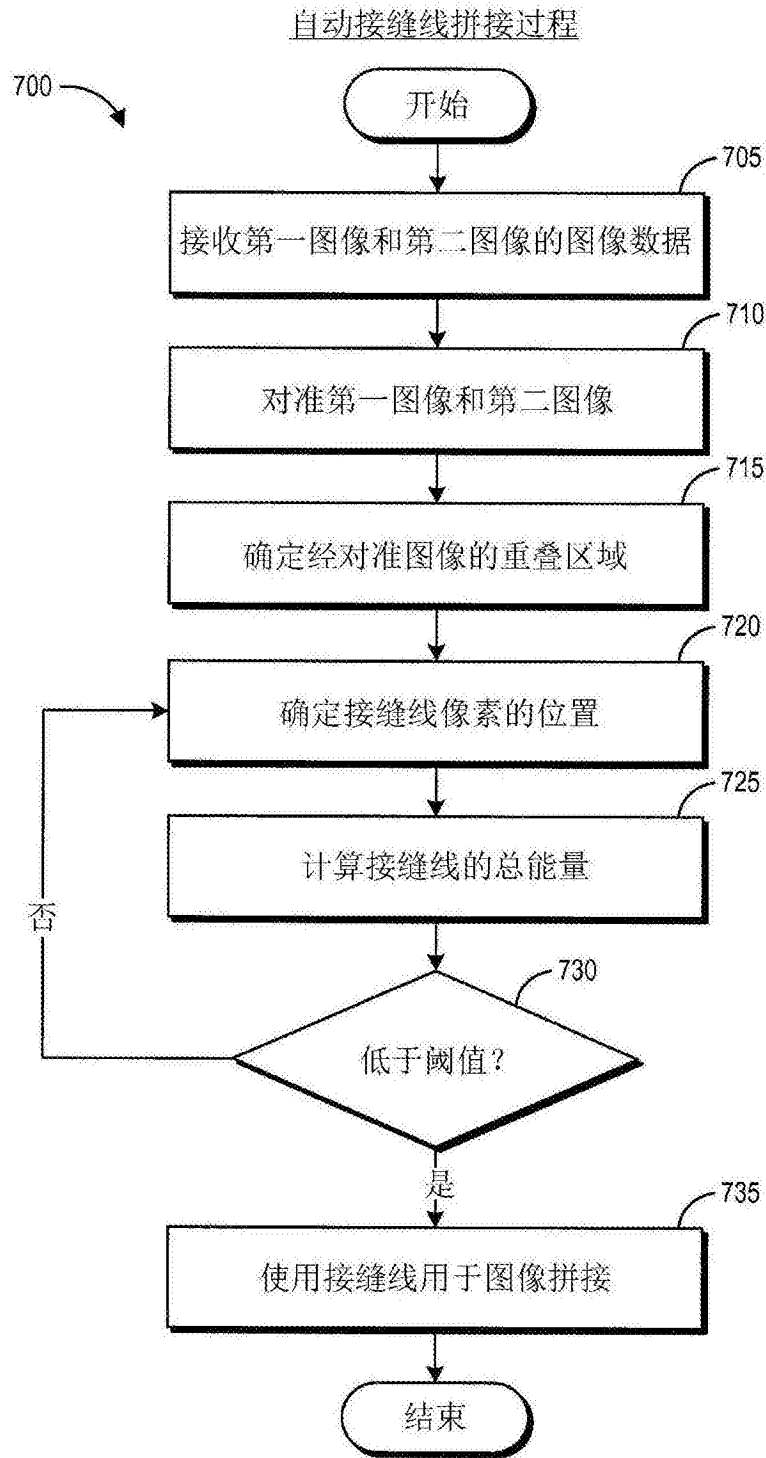 自动接缝线拼接过程
700
开始
705
接收第一图像和第二图像的图像数据
710
对准第一图像和第二图像
715
确定经对准图像的重叠区域
720
确定接缝线像素的位置
725
计算接缝线的总能量
否
730
低于阈值？
是
735
使用接缝线用于图像拼接
结束